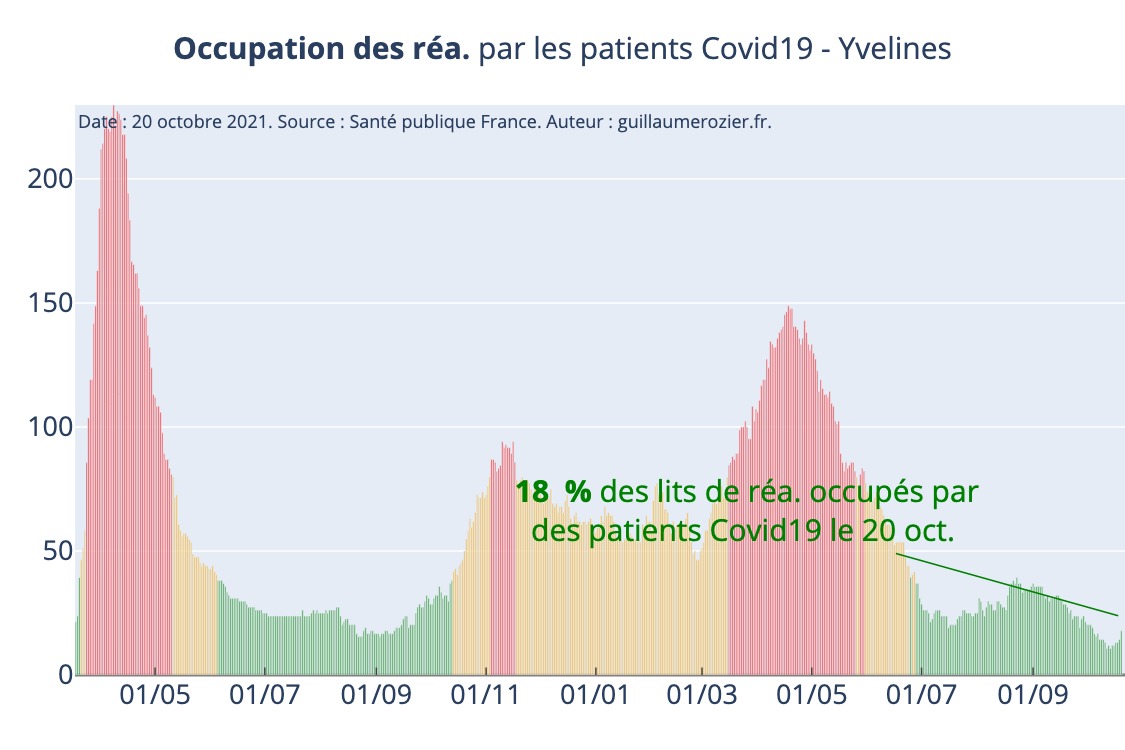 Occupation des réa. par les patients Covid19 - Yvelines
Date : 20 octobre 2021. Source : Santé publique France. Auteur : guillaumerozier.fr.
200
150
100
50
0
18 % des lits de réa. occupés par
des patients Covid19 le 20 oct.
01/05 01/07 01/09 01/11 01/01 01/03 01/05 01/07 01/09